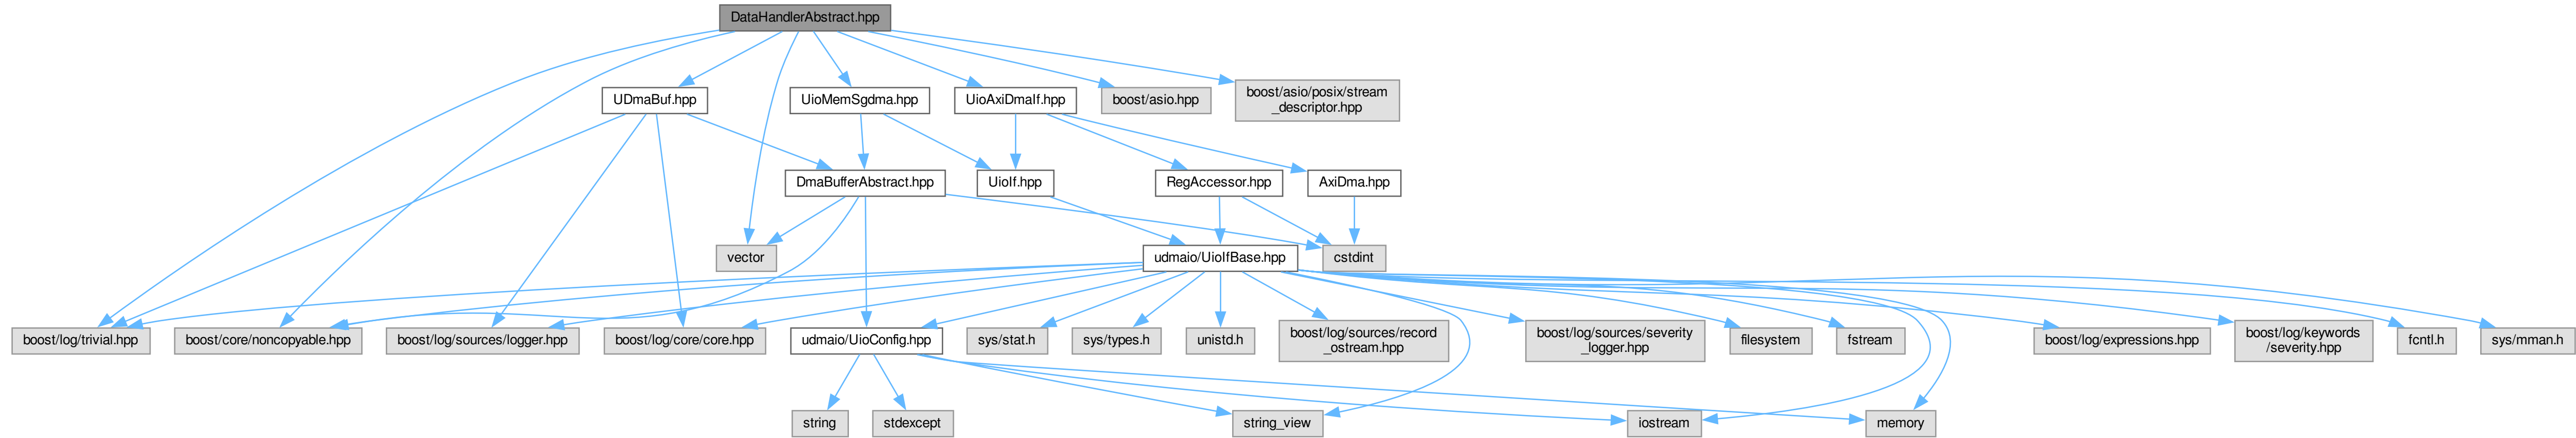 DataHandlerAbstract.hpp
UDmaBuf.hpp
UioMemSgdma.hpp
UioAxiDmaIf.hpp
boost/asio.hpp
boost/asio/posix/stream
_descriptor.hpp
DmaBufferAbstract.hpp
UioIf.hpp
RegAccessor.hpp
AxiDma.hpp
vector
udmaio/UioIfBase.hpp
cstdint
boost/log/trivial.hpp
boost/core/noncopyable.hpp
boost/log/sources/logger.hpp
boost/log/core/core.hpp
udmaio/UioConfig.hpp
sys/stat.h
sys/types.h
unistd.h
boost/log/sources/record
_ostream.hpp
boost/log/sources/severity
_logger.hpp
filesystem
fstream
boost/log/expressions.hpp
boost/log/keywords
/severity.hpp
fcntl.h
sys/mman.h
string
stdexcept
string_view
iostream
memory